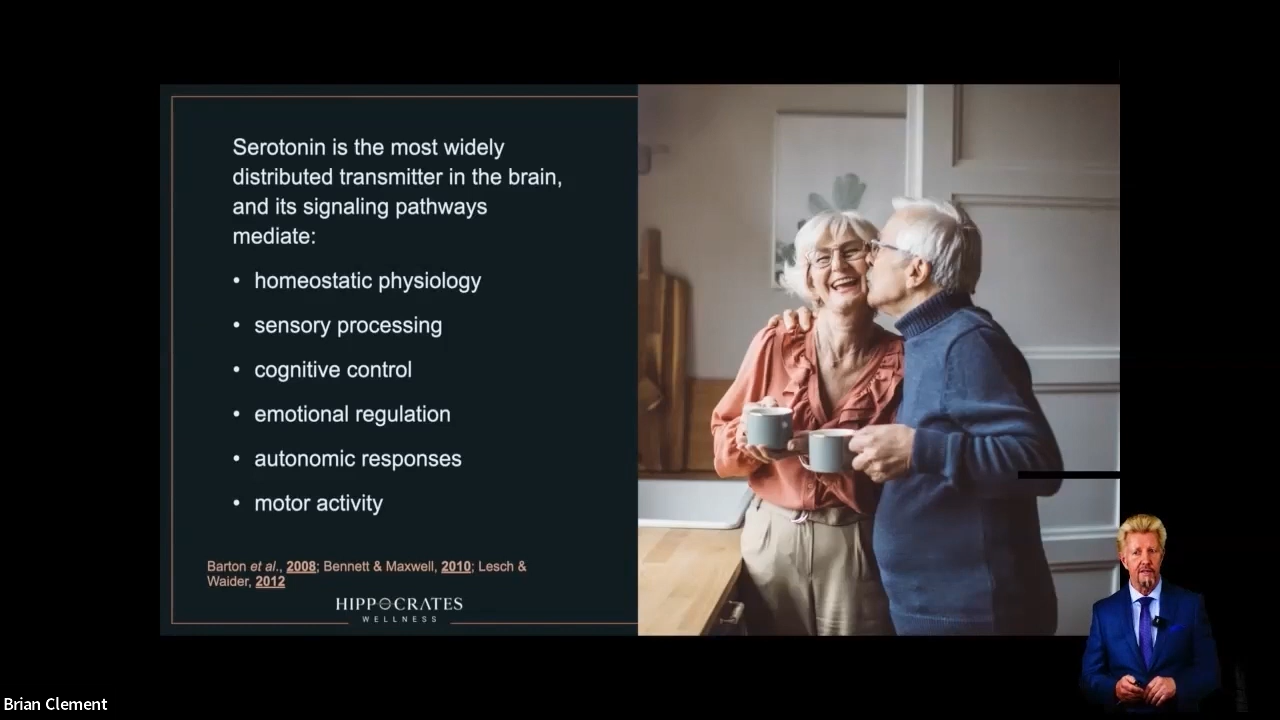 Serotonin is the most widely
distributed transmitter in the brain,
and its signaling pathways
mediate:
• homeostatic physiology
• sensory processing
• cognitive control
• emotional regulation
• autonomic responses
• motor activity
Barton et al., 2008; Bennett & Maxwell, 2010; Lesch &
Waider, 2012
HIPPOCRATES
WELLNESS
Brian Clement